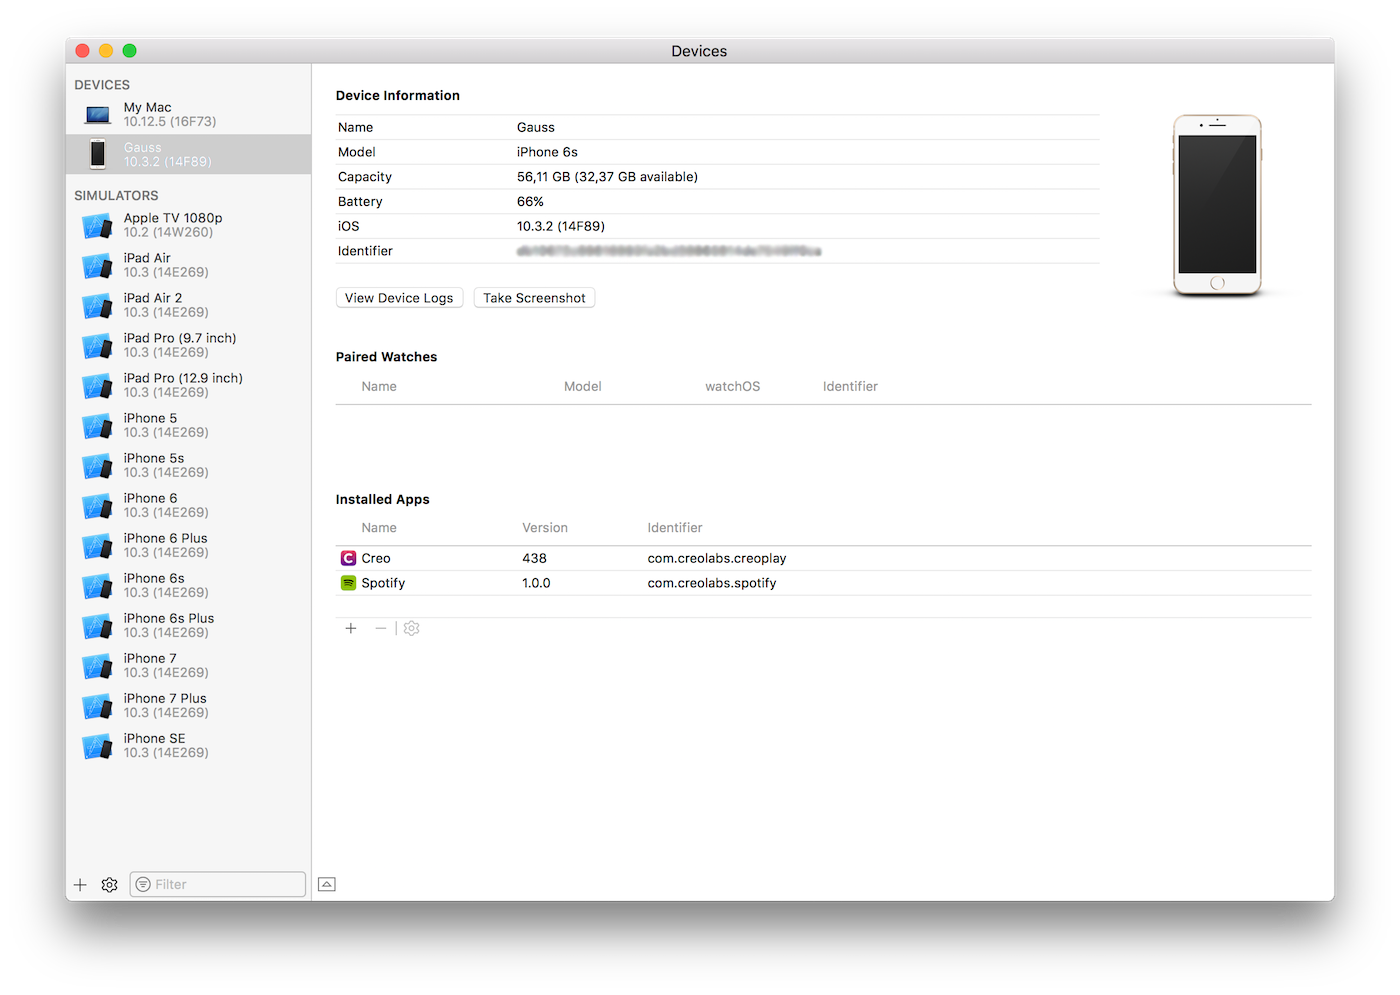 Devices
DEVICES
My Mac
10.12.5 (16F73)
Gauss
10.3.2 (14F89)
SIMULATORS
Apple TV 1080p
10.2 (14W260)
iPad Air
10.3 (14E269)
iPad Air 2
10.3 (14E269)
iPad Pro (9.7 inch)
10.3 (14E269)
iPad Pro (12.9 inch)
10.3 (14E269)
iPhone 5
10.3 (14E269)
iPhone 5s
10.3 (14E269)
iPhone 6
10.3 (14E269)
iPhone 6 Plus
10.3 (14E269)
iPhone 6s
10.3 (14E269)
iPhone 6s Plus
10.3 (14E269)
iPhone 7
10.3 (14E269)
iPhone 7 Plus
10.3 (14E269)
iPhone SE
10.3 (14E269)
Filter
Device Information
Name Gauss
Model iPhone 6s
Capacity 56,11 GB (32,37 GB available)
Battery 66%
iOS 10.3.2 (14F89)
Identifier
View Device Logs Take Screenshot
Paired Watches
Name Model watchOS Identifier
Installed Apps
Name Version Identifier
Creo 438 com.creolabs.creoplay
Spotify 1.0.0 com.creolabs.spotify